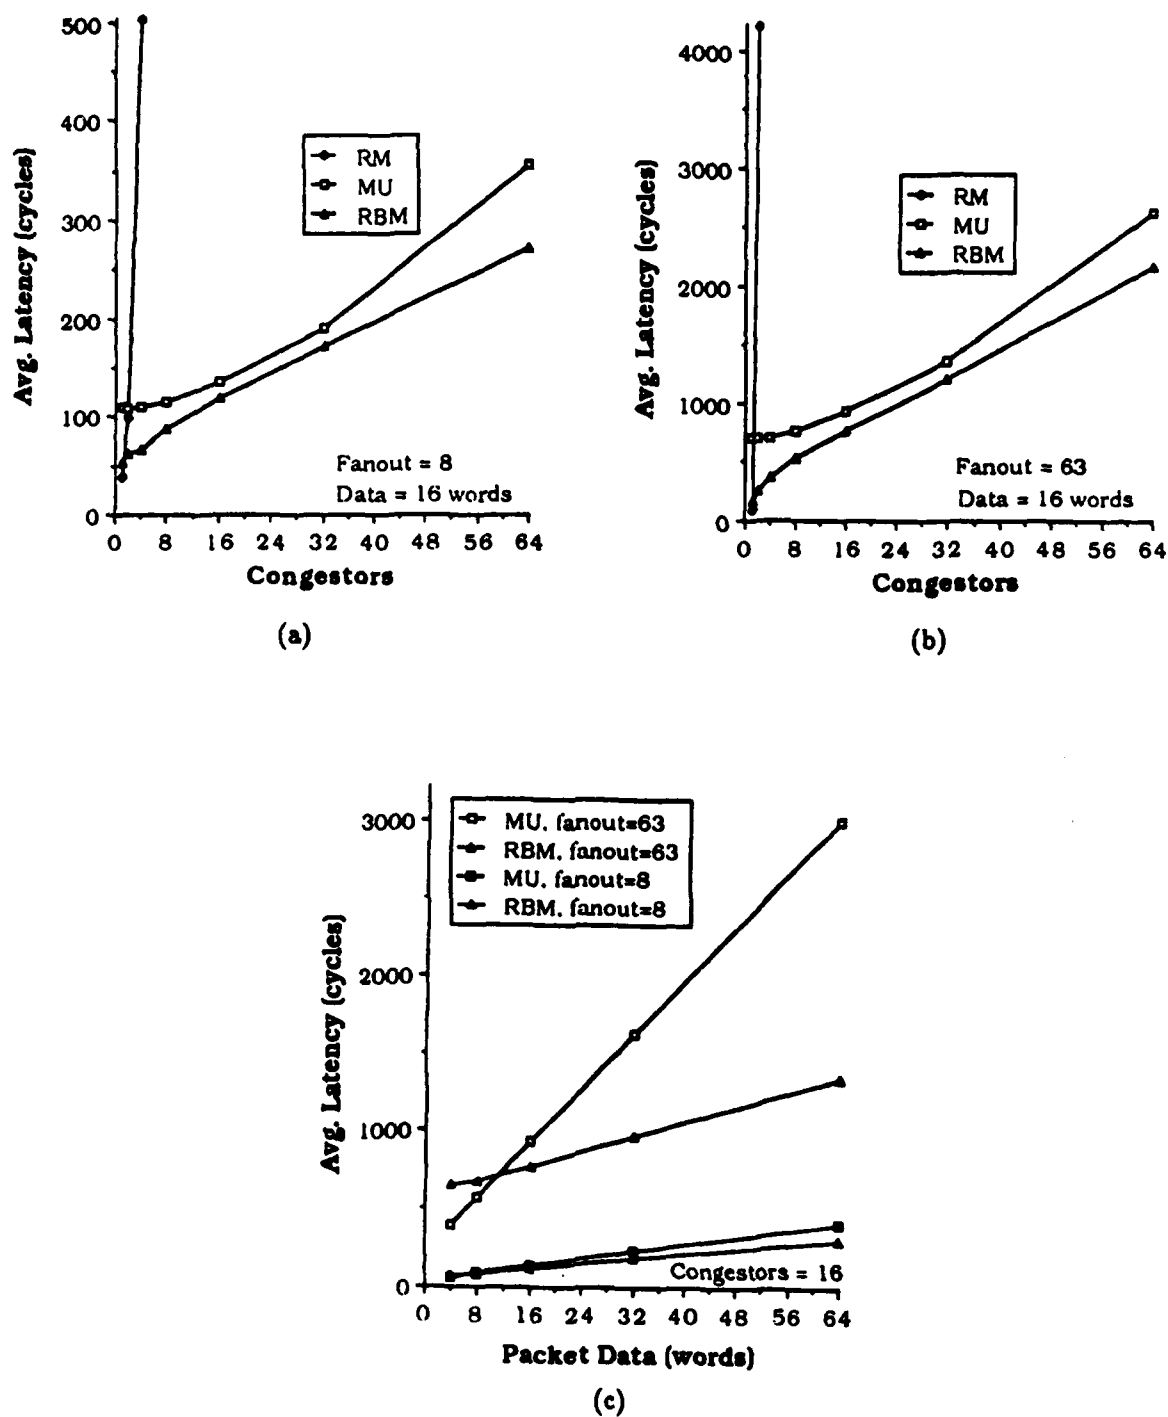 500
400
300
200
100
0
Avg. Latency (cycles)
RM
MU
RBM
Fanout = 8
Data = 16 words
0 8 16 24 32 40 48 56 64
Congestors
(a)
4000
3000
2000
1000
0
Avg. Latency (cycles)
RM
MU
RBM
Fanout = 63
Data = 16 words
0 8 16 24 32 40 48 56 64
Congestors
(b)
3000
2000
1000
0
Avg. Latency (cycles)
MU, fanout=63
RBM, fanout=63
MU, fanout=8
RBM, fanout=8
Congestors = 16
0 8 16 24 32 40 48 56 64
Packet Data (words)
(c)